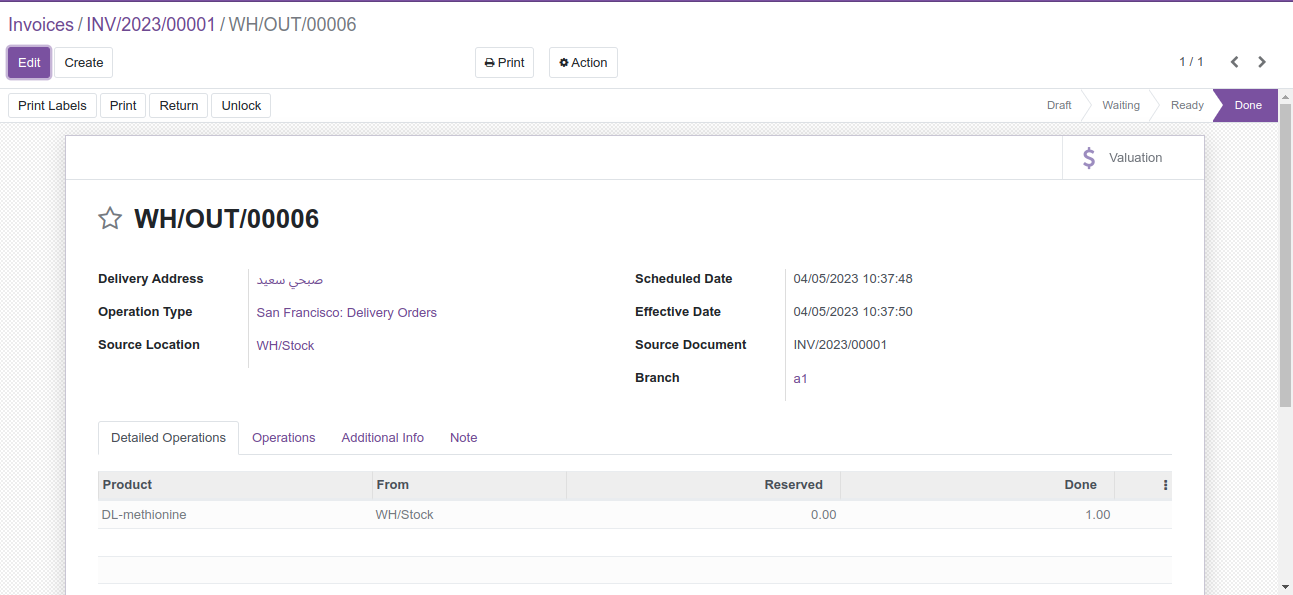 Invoices / INV/2023/00001 / WH/OUT/00006
Edit Create Print Action 1 / 1
Print Labels Print Return Unlock Draft Waiting Ready Done
$ Valuation
WH/OUT/00006
Delivery Address صبحي سعيد Scheduled Date 04/05/2023 10:37:48
Operation Type San Francisco: Delivery Orders Effective Date 04/05/2023 10:37:50
Source Location WH/Stock Source Document INV/2023/00001
Branch a1
Detailed Operations Operations Additional Info Note
Product From Reserved Done
DL-methionine WH/Stock 0.00 1.00